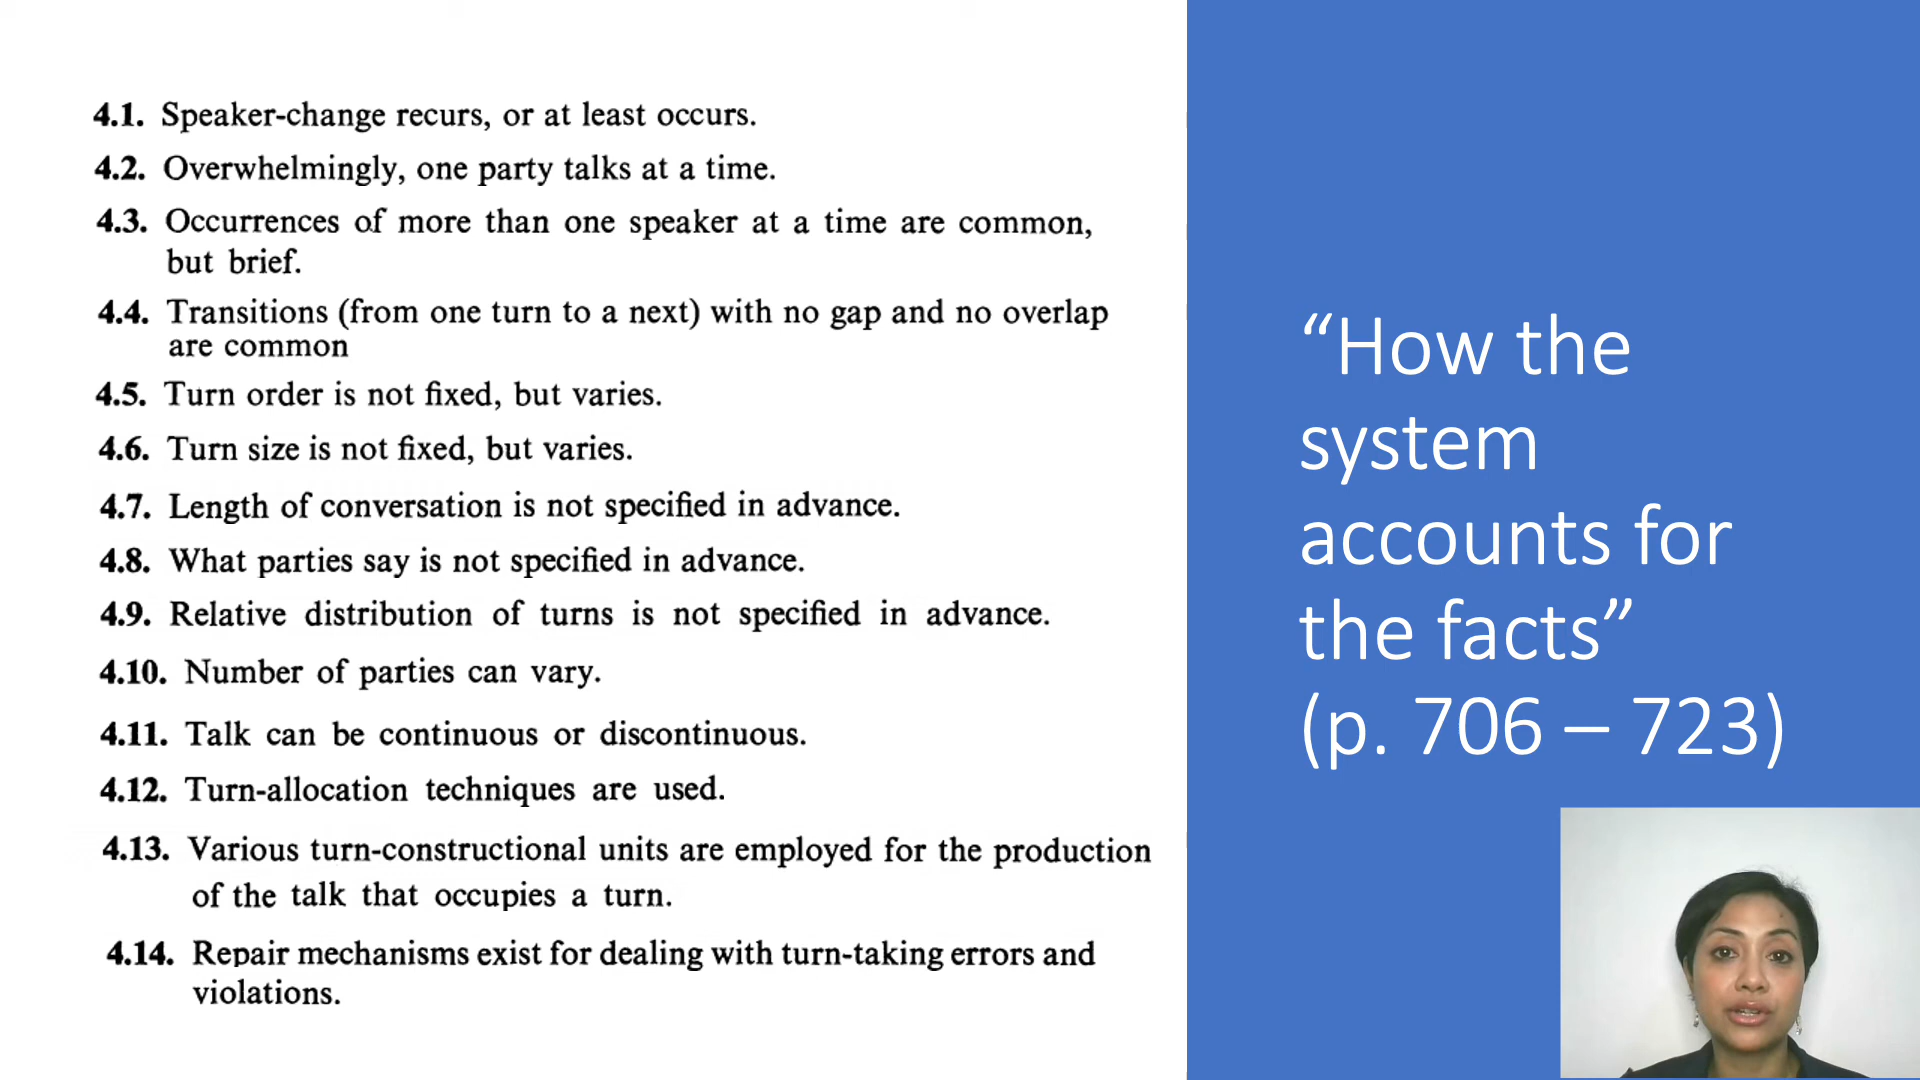 4.1. Speaker-change recurs, or at least occurs.
4.2. Overwhelmingly, one party talks at a time.
4.3. Occurrences of more than one speaker at a time are common,
but brief.
4.4. Transitions (from one turn to a next) with no gap and no overlap
are common
4.5. Turn order is not fixed, but varies.
4.6. Turn size is not fixed, but varies.
4.7. Length of conversation is not specified in advance.
4.8. What parties say is not specified in advance.
4.9. Relative distribution of turns is not specified in advance.
4.10. Number of parties can vary.
4.11. Talk can be continuous or discontinuous.
4.12. Turn-allocation techniques are used.
4.13. Various turn-constructional units are employed for the production
of the talk that occupies a turn.
4.14. Repair mechanisms exist for dealing with turn-taking errors and
violations.
“How the
system
accounts for
the facts”
(p. 706 – 723)